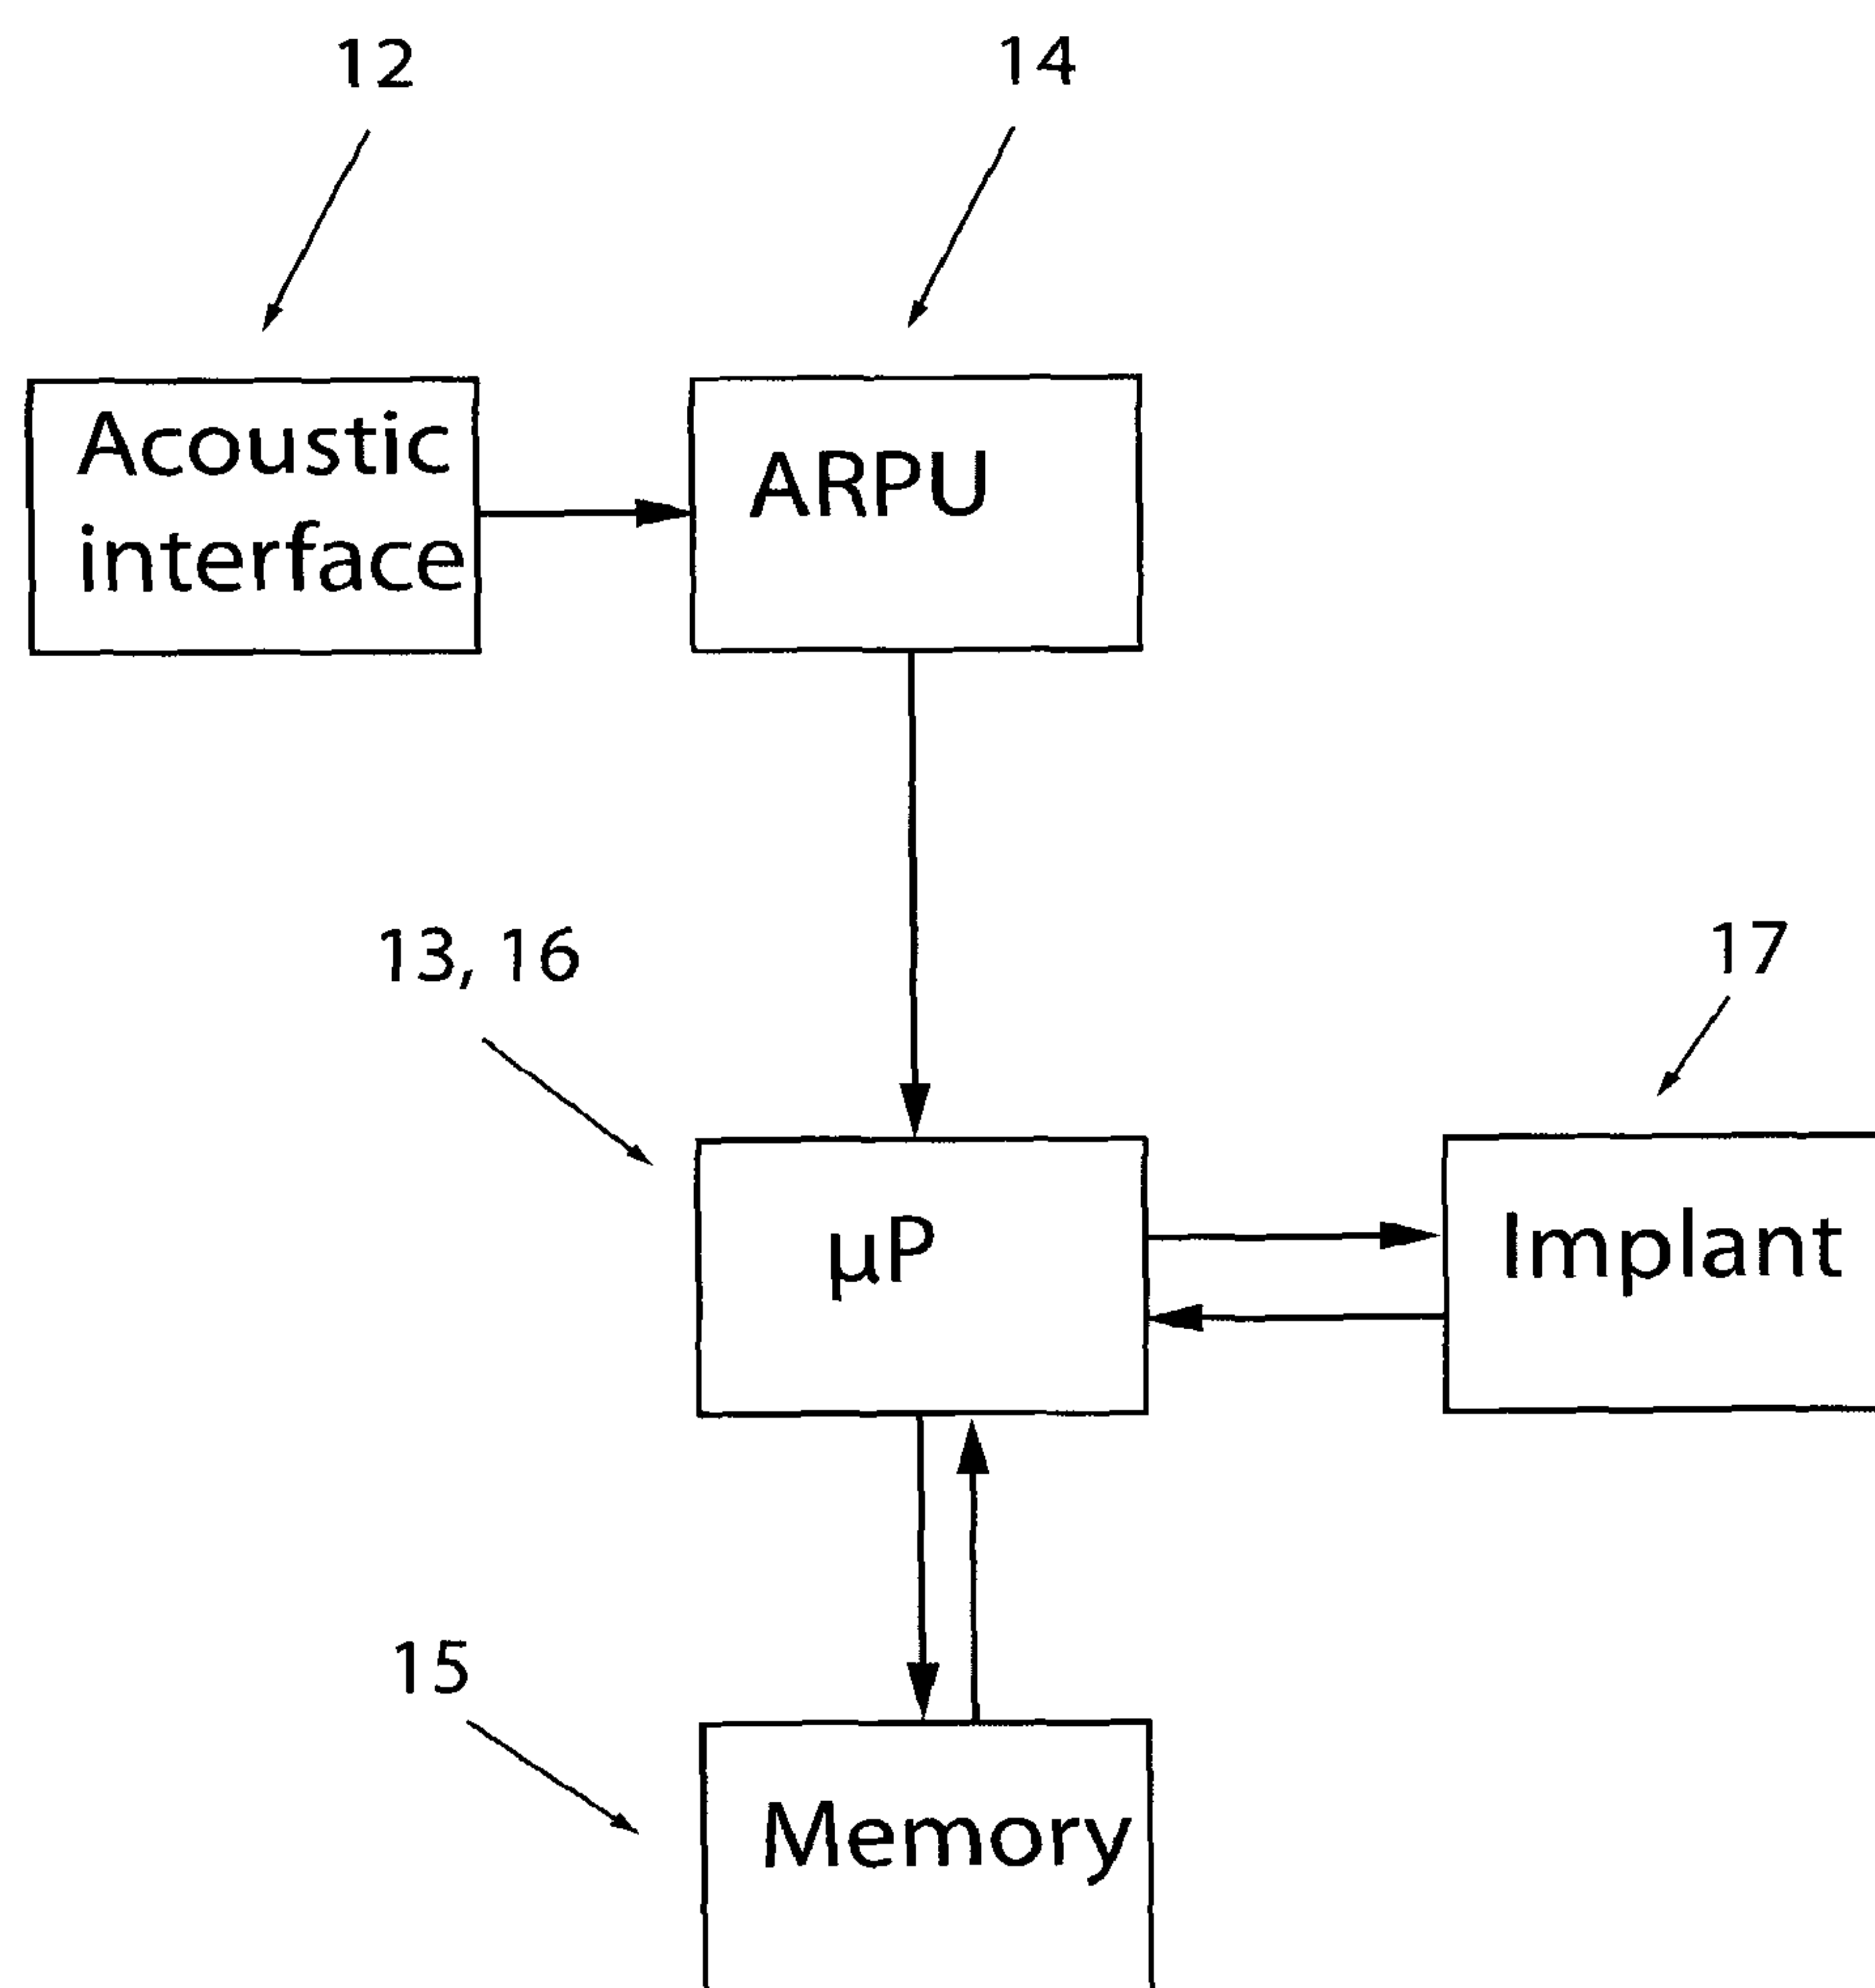 12
14
Acoustic
interface
ARPU
13, 16
17
µP
Implant
15
Memory